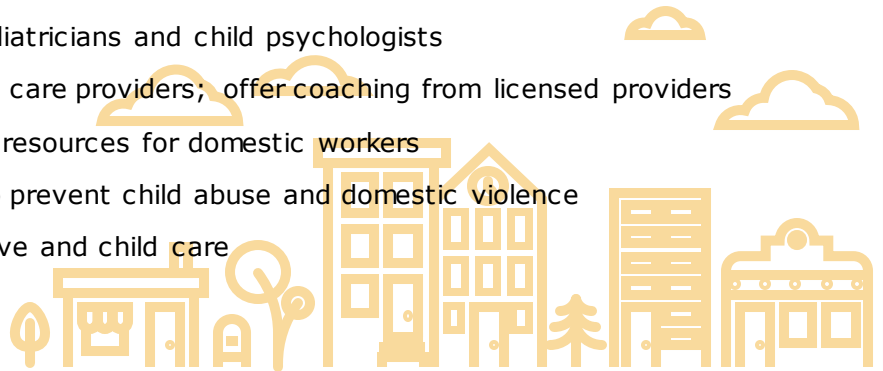 diatricians and child psychologists
care providers; offer coaching from licensed providers
resources for domestic workers
prevent child abuse and domestic violence
ve and child care